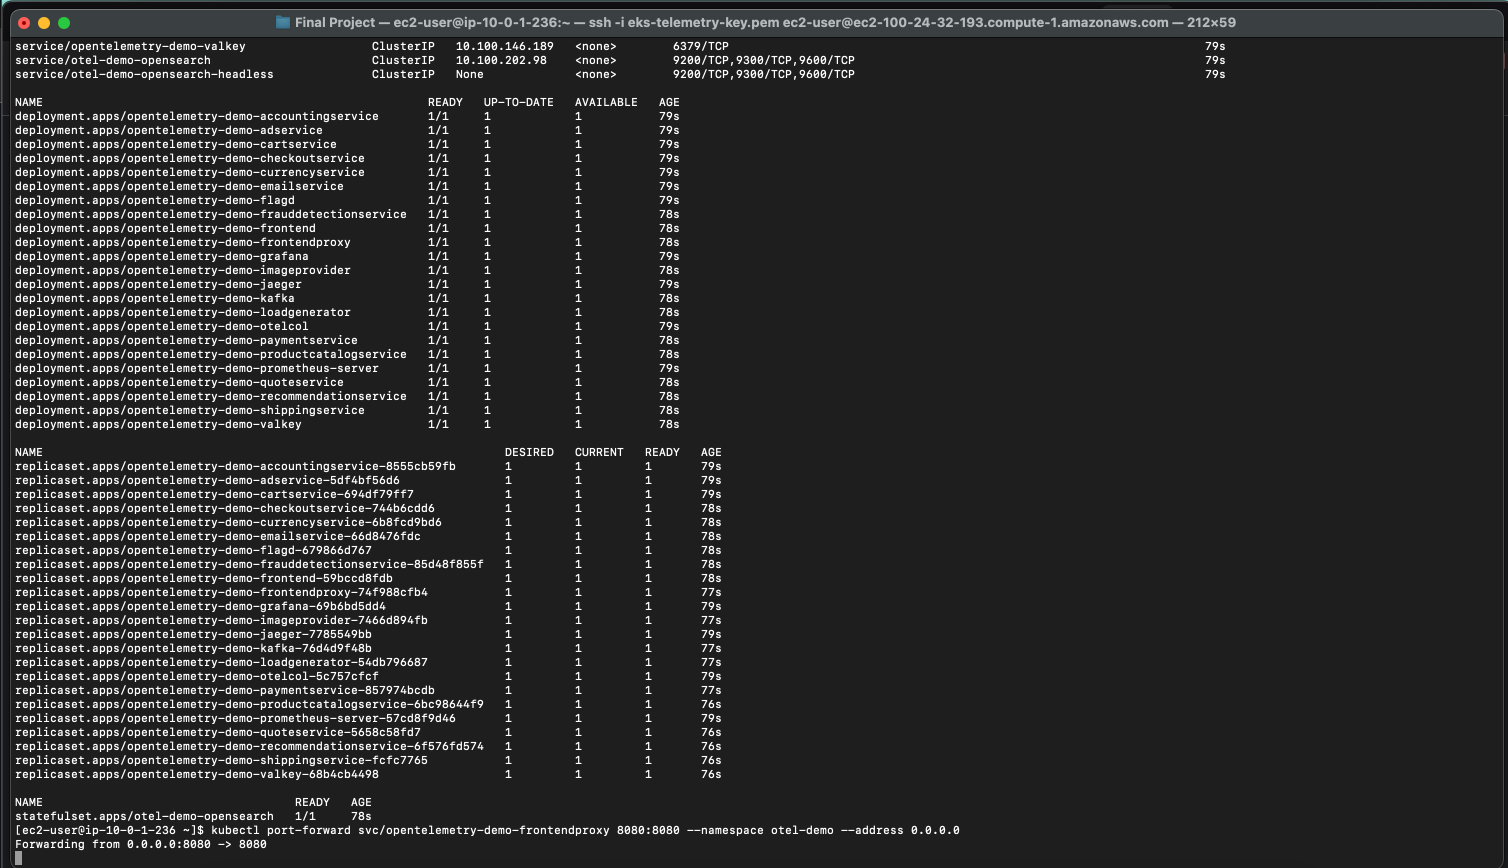 Final Project — ec2-user@ip-10-0-1-236:~ — ssh -i eks-telemetry-key.pem ec2-user@ec2-100-24-32-193.compute-1.amazonaws.com — 212×59
service/opentelemetry-demo-valkey ClusterIP 10.100.146.189 <none> 6379/TCP 79s
service/otel-demo-opensearch ClusterIP 10.100.202.98 <none> 9200/TCP,9300/TCP,9600/TCP 79s
service/otel-demo-opensearch-headless ClusterIP None <none> 9200/TCP,9300/TCP,9600/TCP 79s
NAME READY UP-TO-DATE AVAILABLE AGE
deployment.apps/opentelemetry-demo-accountingservice 1/1 1 1 79s
deployment.apps/opentelemetry-demo-adservice 1/1 1 1 79s
deployment.apps/opentelemetry-demo-cartservice 1/1 1 1 79s
deployment.apps/opentelemetry-demo-checkoutservice 1/1 1 1 79s
deployment.apps/opentelemetry-demo-currencyservice 1/1 1 1 79s
deployment.apps/opentelemetry-demo-emailservice 1/1 1 1 79s
deployment.apps/opentelemetry-demo-flagd 1/1 1 1 79s
deployment.apps/opentelemetry-demo-frauddetectionservice 1/1 1 1 78s
deployment.apps/opentelemetry-demo-frontend 1/1 1 1 78s
deployment.apps/opentelemetry-demo-frontendproxy 1/1 1 1 78s
deployment.apps/opentelemetry-demo-grafana 1/1 1 1 79s
deployment.apps/opentelemetry-demo-imageprovider 1/1 1 1 78s
deployment.apps/opentelemetry-demo-jaeger 1/1 1 1 79s
deployment.apps/opentelemetry-demo-kafka 1/1 1 1 78s
deployment.apps/opentelemetry-demo-loadgenerator 1/1 1 1 78s
deployment.apps/opentelemetry-demo-otelcol 1/1 1 1 79s
deployment.apps/opentelemetry-demo-paymentservice 1/1 1 1 78s
deployment.apps/opentelemetry-demo-productcatalogservice 1/1 1 1 78s
deployment.apps/opentelemetry-demo-prometheus-server 1/1 1 1 79s
deployment.apps/opentelemetry-demo-quoteservice 1/1 1 1 78s
deployment.apps/opentelemetry-demo-recommendationservice 1/1 1 1 78s
deployment.apps/opentelemetry-demo-shippingservice 1/1 1 1 78s
deployment.apps/opentelemetry-demo-valkey 1/1 1 1 78s
NAME DESIRED CURRENT READY AGE
replicaset.apps/opentelemetry-demo-accountingservice-8555cb59fb 1 1 1 79s
replicaset.apps/opentelemetry-demo-adservice-5df4bf56d6 1 1 1 79s
replicaset.apps/opentelemetry-demo-cartservice-694df79ff7 1 1 1 79s
replicaset.apps/opentelemetry-demo-checkoutservice-744b6cdd6 1 1 1 78s
replicaset.apps/opentelemetry-demo-currencyservice-6b8fcd9bd6 1 1 1 78s
replicaset.apps/opentelemetry-demo-emailservice-66d8476fdc 1 1 1 78s
replicaset.apps/opentelemetry-demo-flagd-679866d767 1 1 1 78s
replicaset.apps/opentelemetry-demo-frauddetectionservice-85d48f855f 1 1 1 78s
replicaset.apps/opentelemetry-demo-frontend-59bccd8fdb 1 1 1 78s
replicaset.apps/opentelemetry-demo-frontendproxy-74f988cfb4 1 1 1 77s
replicaset.apps/opentelemetry-demo-grafana-69b6bd5dd4 1 1 1 79s
replicaset.apps/opentelemetry-demo-imageprovider-7466d894fb 1 1 1 77s
replicaset.apps/opentelemetry-demo-jaeger-7785549bb 1 1 1 79s
replicaset.apps/opentelemetry-demo-kafka-76d4d9f48b 1 1 1 77s
replicaset.apps/opentelemetry-demo-loadgenerator-54db796687 1 1 1 77s
replicaset.apps/opentelemetry-demo-otelcol-5c757cfcf 1 1 1 79s
replicaset.apps/opentelemetry-demo-paymentservice-857974bcdb 1 1 1 77s
replicaset.apps/opentelemetry-demo-productcatalogservice-6bc98644f9 1 1 1 76s
replicaset.apps/opentelemetry-demo-prometheus-server-57cd8f9d46 1 1 1 79s
replicaset.apps/opentelemetry-demo-quoteservice-5658c58fd7 1 1 1 76s
replicaset.apps/opentelemetry-demo-recommendationservice-6f576fd574 1 1 1 76s
replicaset.apps/opentelemetry-demo-shippingservice-fcfc7765 1 1 1 76s
replicaset.apps/opentelemetry-demo-valkey-68b4cb4498 1 1 1 76s
NAME READY AGE
statefulset.apps/otel-demo-opensearch 1/1 78s
[ec2-user@ip-10-0-1-236 ~]$ kubectl port-forward svc/opentelemetry-demo-frontendproxy 8080:8080 --namespace otel-demo --address 0.0.0.0
Forwarding from 0.0.0.0:8080 -> 8080